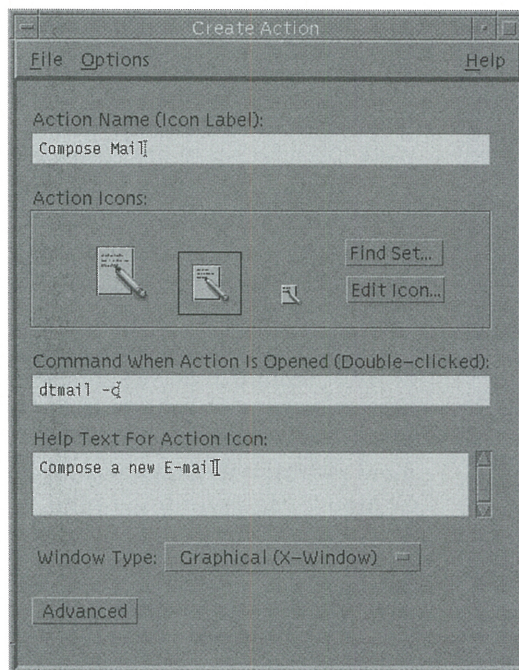 Create Action
File Options Help
Action Name (Icon Label):
Compose Mail
Action Icons:
Find Set...
Edit Icon...
Command When Action Is Opened (Double-clicked):
dtmail -c
Help Text For Action Icon:
Compose a new E-mail
Window Type: Graphical (X-Window)
Advanced